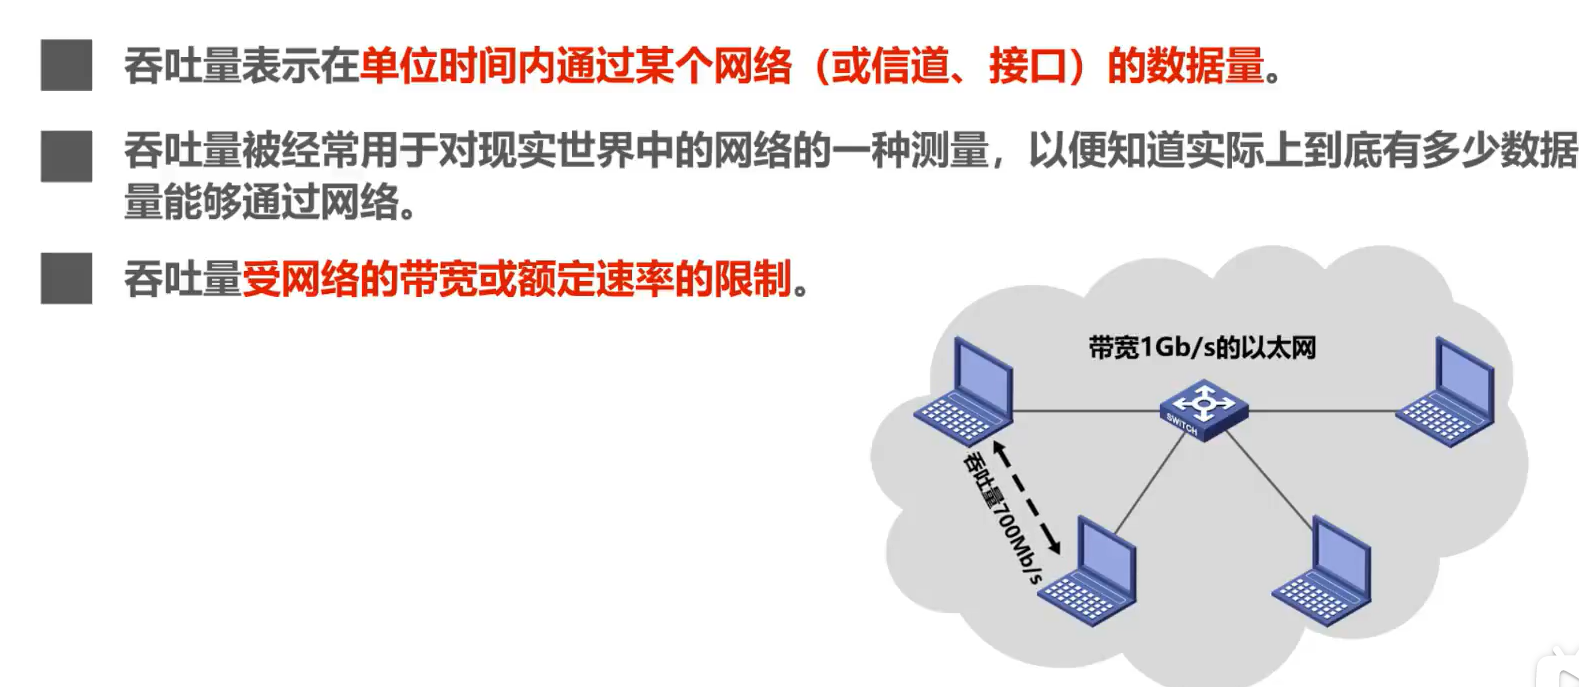 吞吐量表示在单位时间内通过某个网络（或信道、接口）的数据量。
吞吐量被经常用于对现实世界中的网络的一种测量，以便知道实际上到底有多少数据
量能够通过网络。
吞吐量受网络的带宽或额定速率的限制。
带宽1Gb/s的以太网
SWITCH
吞吐量700Mb/s